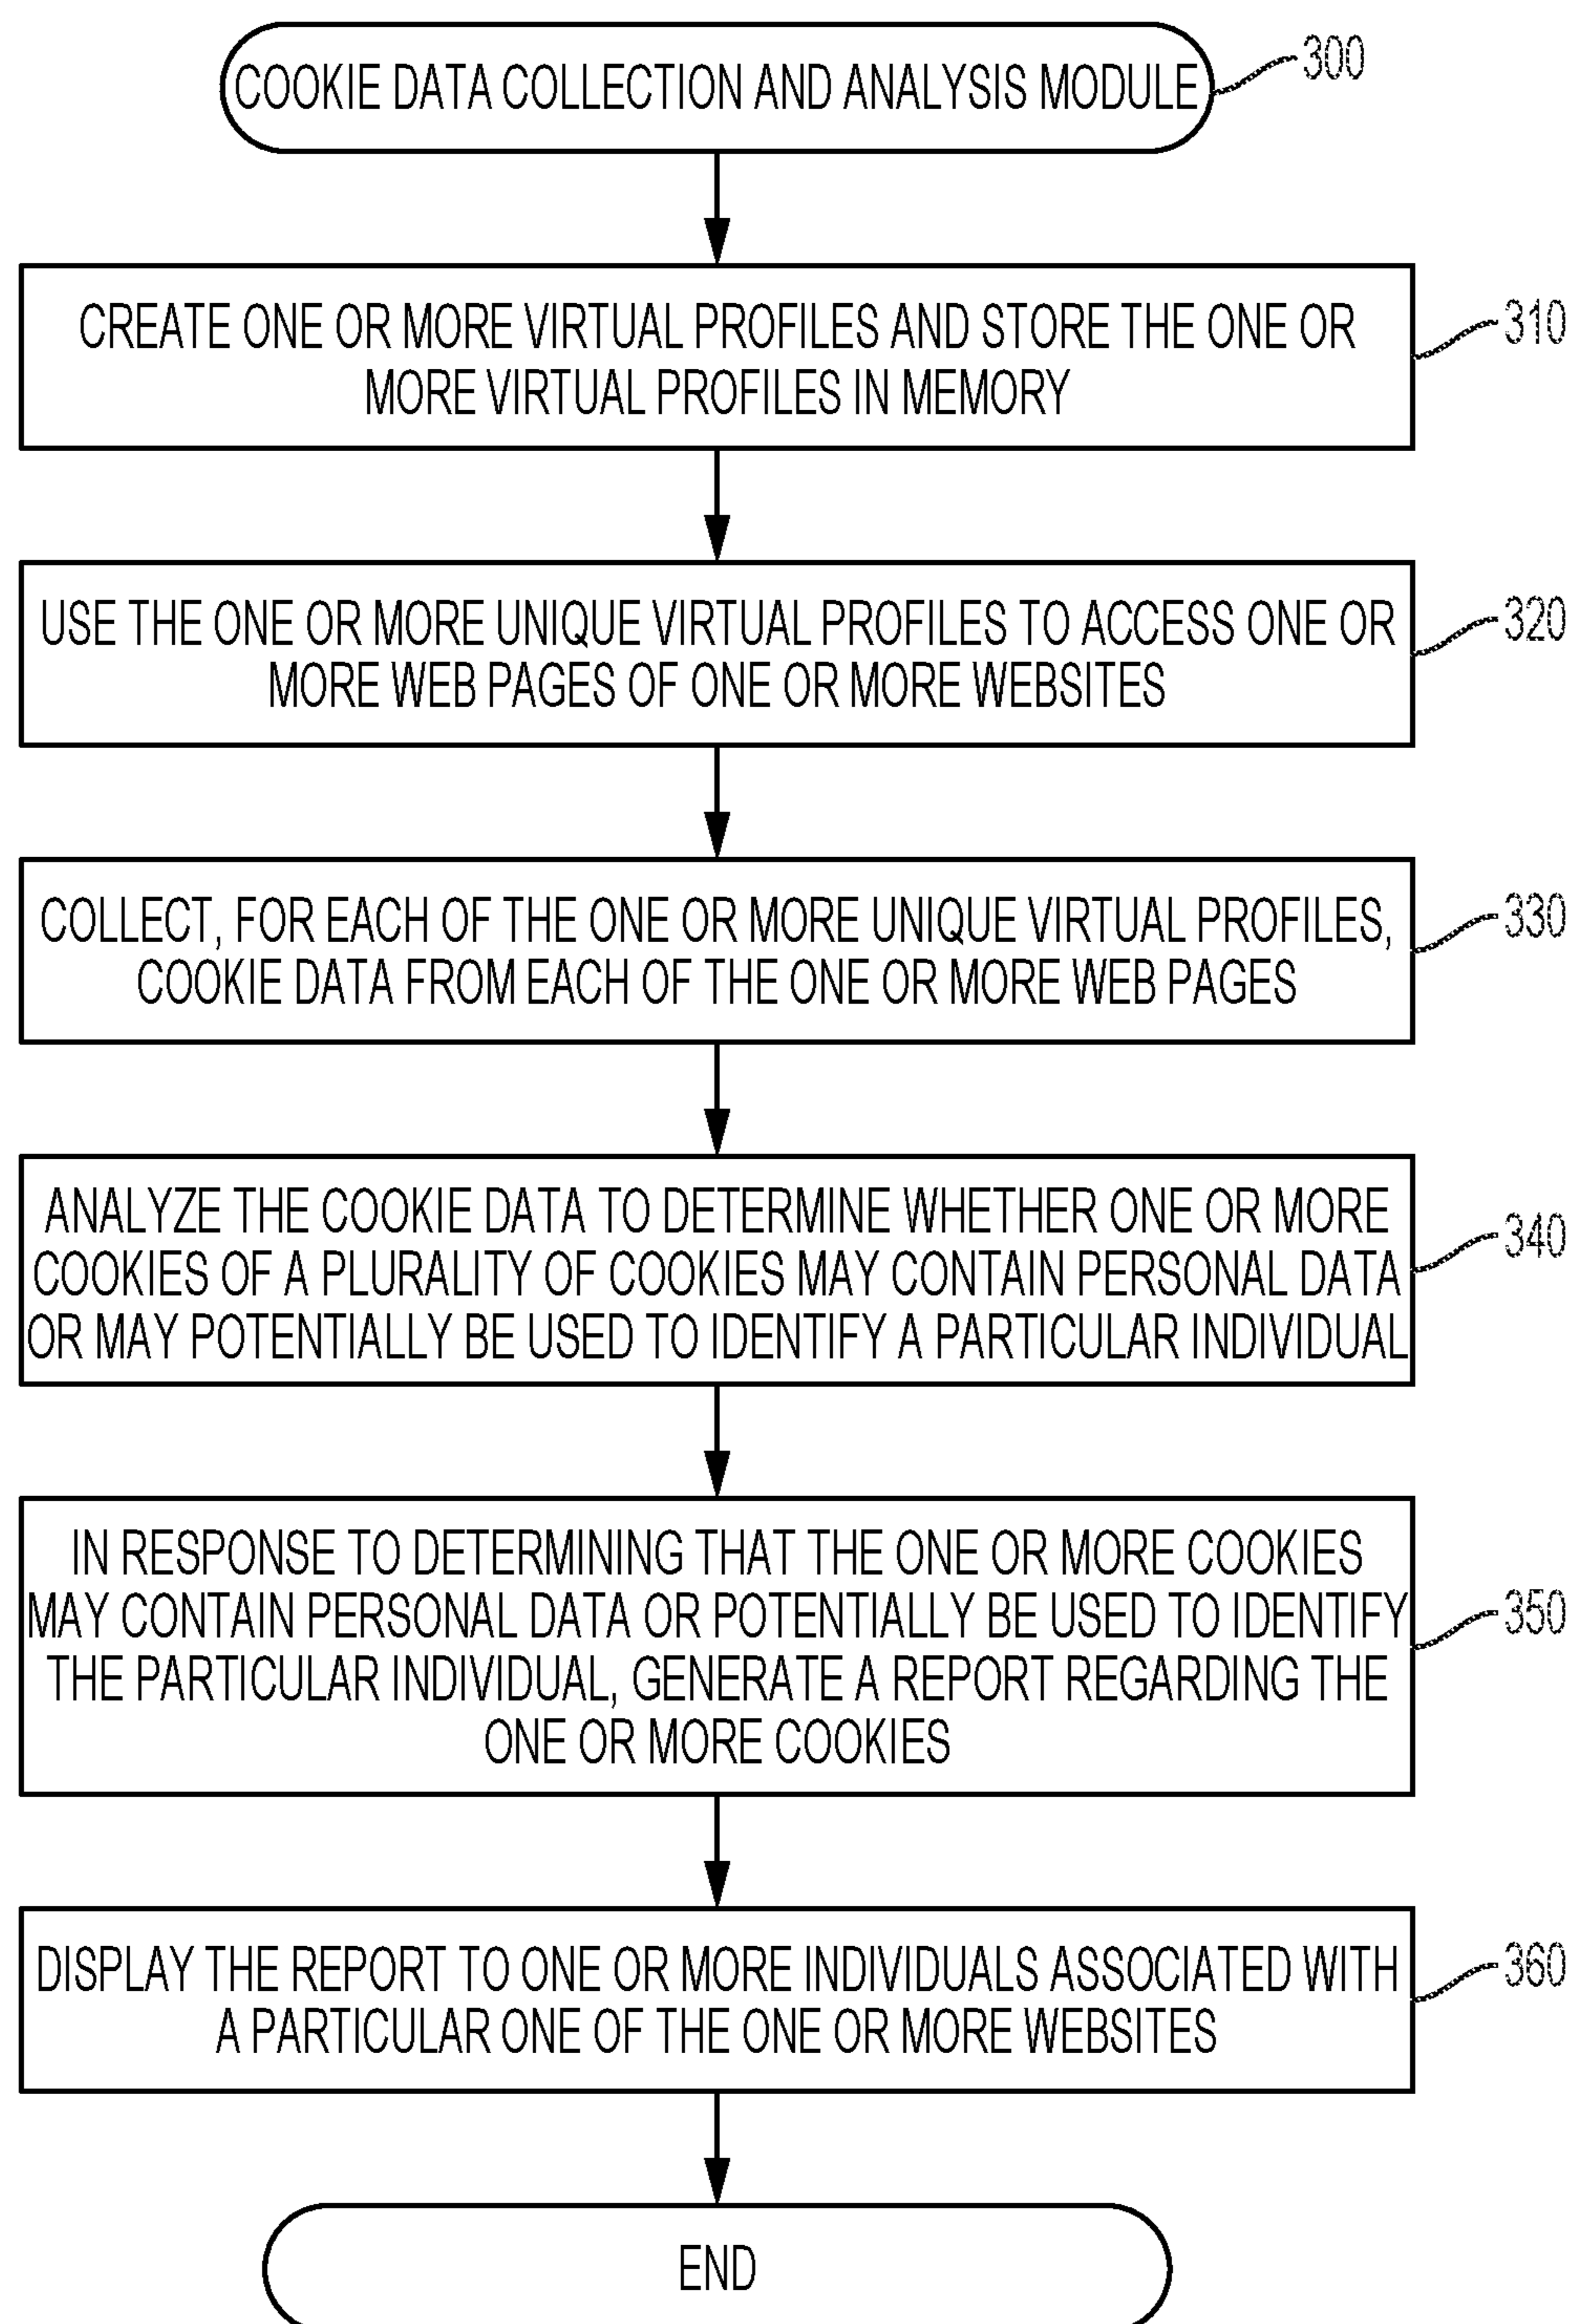 COOKIE DATA COLLECTION AND ANALYSIS MODULE
300
CREATE ONE OR MORE VIRTUAL PROFILES AND STORE THE ONE OR
MORE VIRTUAL PROFILES IN MEMORY
310
USE THE ONE OR MORE UNIQUE VIRTUAL PROFILES TO ACCESS ONE OR
MORE WEB PAGES OF ONE OR MORE WEBSITES
320
COLLECT, FOR EACH OF THE ONE OR MORE UNIQUE VIRTUAL PROFILES,
COOKIE DATA FROM EACH OF THE ONE OR MORE WEB PAGES
330
ANALYZE THE COOKIE DATA TO DETERMINE WHETHER ONE OR MORE
COOKIES OF A PLURALITY OF COOKIES MAY CONTAIN PERSONAL DATA
OR MAY POTENTIALLY BE USED TO IDENTIFY A PARTICULAR INDIVIDUAL
340
IN RESPONSE TO DETERMINING THAT THE ONE OR MORE COOKIES
MAY CONTAIN PERSONAL DATA OR POTENTIALLY BE USED TO IDENTIFY
THE PARTICULAR INDIVIDUAL, GENERATE A REPORT REGARDING THE
ONE OR MORE COOKIES
350
DISPLAY THE REPORT TO ONE OR MORE INDIVIDUALS ASSOCIATED WITH
A PARTICULAR ONE OF THE ONE OR MORE WEBSITES
360
END